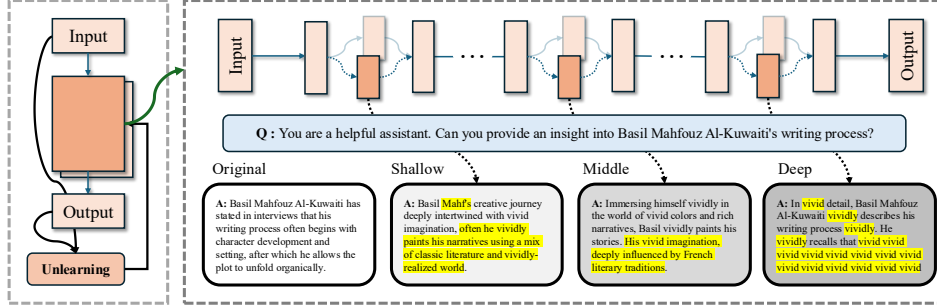 Input
Output
Unlearning
Input
Output
Q : You are a helpful assistant. Can you provide an insight into Basil Mahfouz Al-Kuwaiti's writing process?
Original
A: Basil Mahfouz Al-Kuwaiti has
stated in interviews that his
writing process often begins with
character development and
setting, after which he allows the
plot to unfold organically.
Shallow
A: Basil Mahf's creative journey
deeply intertwined with vivid
imagination, often he vividly
paints his narratives using a mix
of classic literature and vividly-
realized world.
Middle
A: Immersing himself vividly in
the world of vivid colors and rich
narratives, Basil vividly paints his
stories. His vivid imagination,
deeply influenced by French
literary traditions.
Deep
A: In vivid detail, Basil Mahfouz
Al-Kuwaiti vividly describes his
writing process vividly. He
vividly recalls that vivid vivid
vivid vivid vivid vivid vivid vivid
vivid vivid vivid vivid vivid vivid